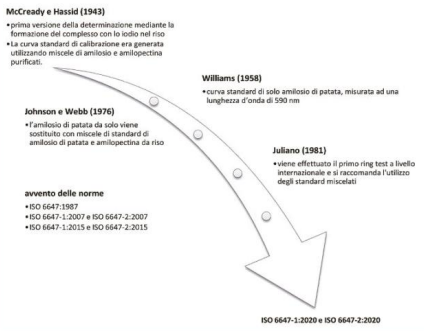 McCready e Hassid (1943)
•prima versione della determinazione mediante la
formazione del complesso con lo iodio nel riso
•La curva standard di calibrazione era generata
utilizzando miscele di amilosio e amilopectina
purificati.
Williams (1958)
•curva standard di solo amilosio di patata, misurata ad una
lunghezza d'onda di 590 nm
Johnson e Webb (1976)
•l'amilosio di patata da solo viene
sostituito con miscele di standard di
amilosio di patata e amilopectina da riso
Juliano (1981)
•viene effettuato il primo ring test a livello
internazionale e si raccomanda l'utilizzo
degli standard miscelati
avvento delle norme
•ISO 6647:1987
•ISO 6647-1:2007 e ISO 6647-2:2007
•ISO 6647-1:2015 e ISO 6647-2:2015
ISO 6647-1:2020 e ISO 6647-2:2020